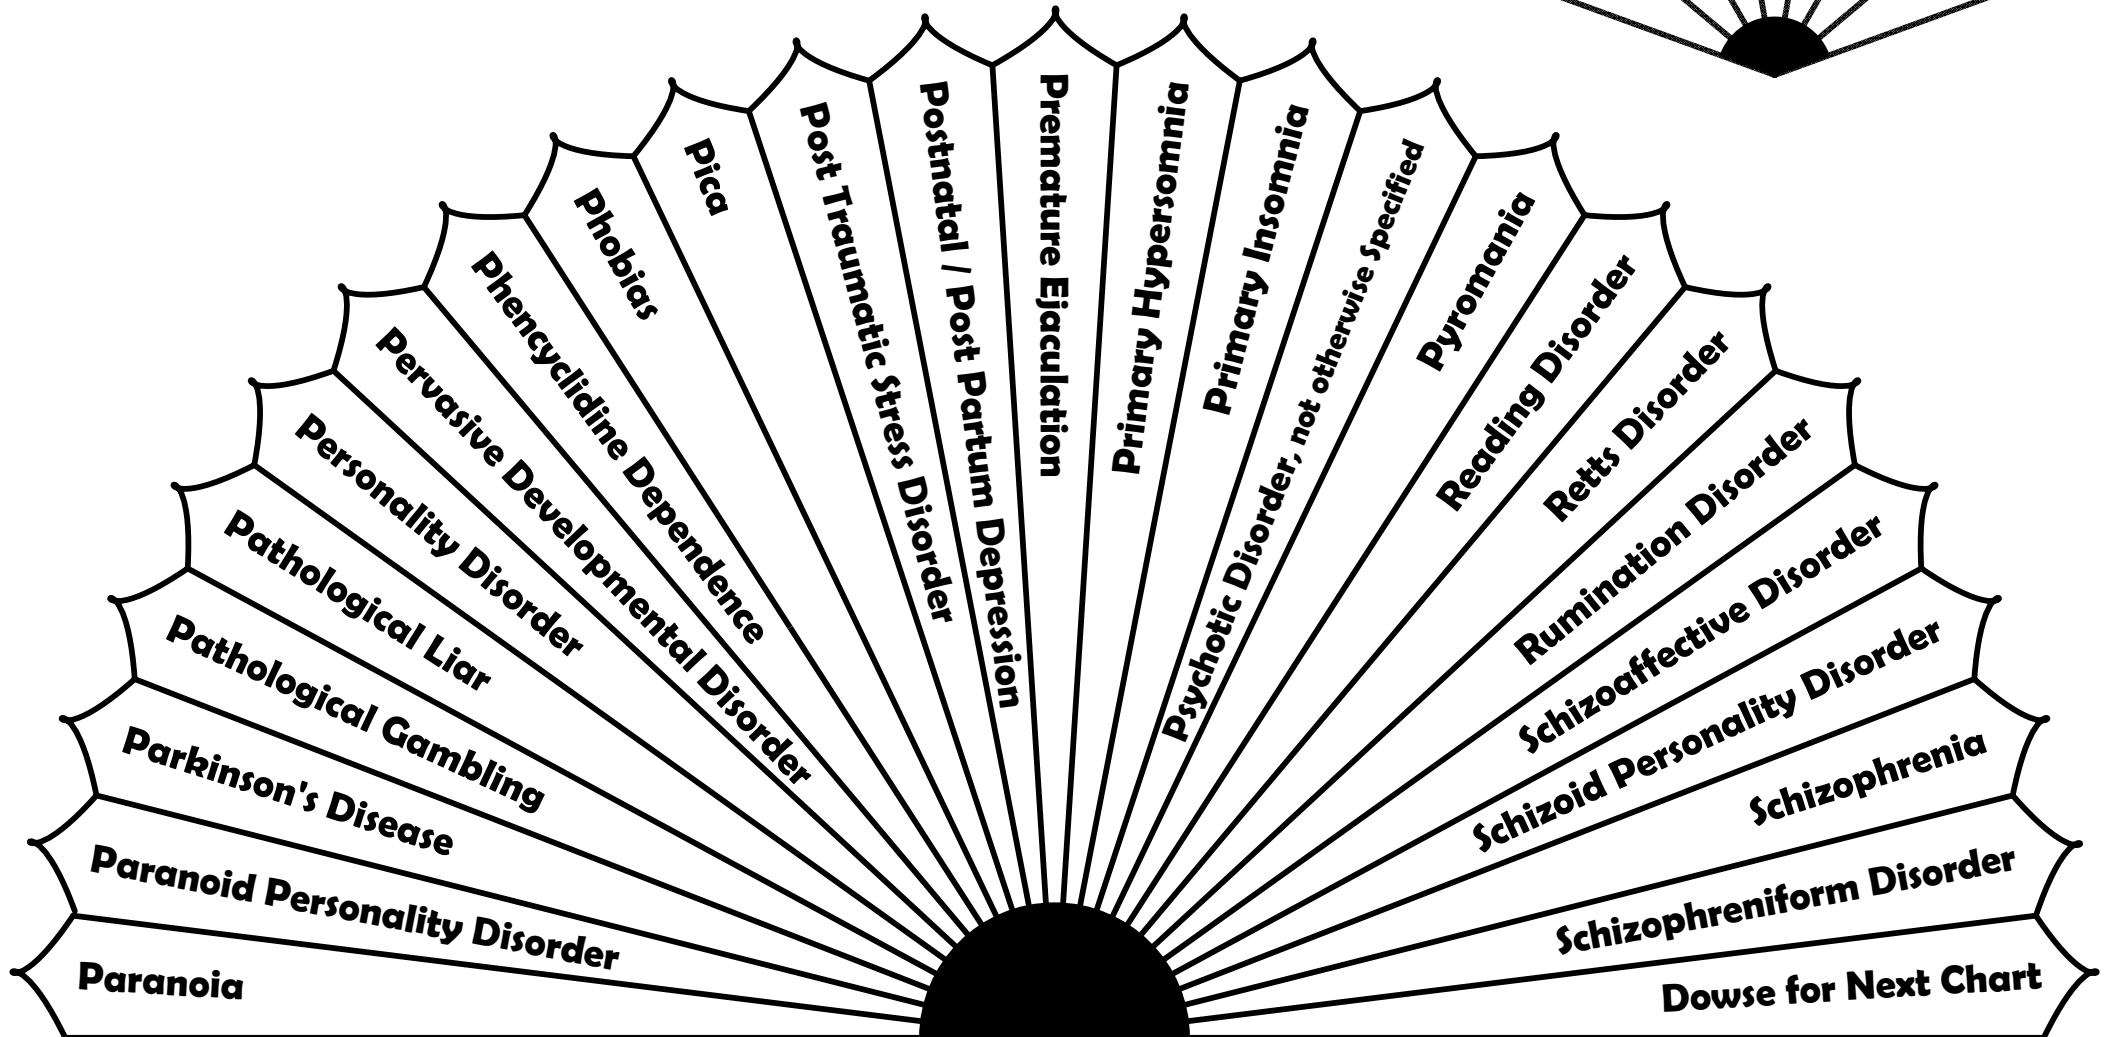 Paranoia
Paranoid Personality Disorder
Parkinson's Disease
Pathological Gambling
Pathological Liar
Personality Disorder
Pervasive Developmental Disorder
Phencyclidine Dependence
Phobias
Pica
Post Traumatic Stress Disorder
Postnatal / Post Partum Depression
Premature Ejaculation
Primary Hypersomnia
Primary Insomnia
Psychotic Disorder, not otherwise Specified
Pyromania
Reading Disorder
Retts Disorder
Rumination Disorder
Schizoaffective Disorder
Schizoid Personality Disorder
Schizophrenia
Schizophreniform Disorder
Dowse for Next Chart